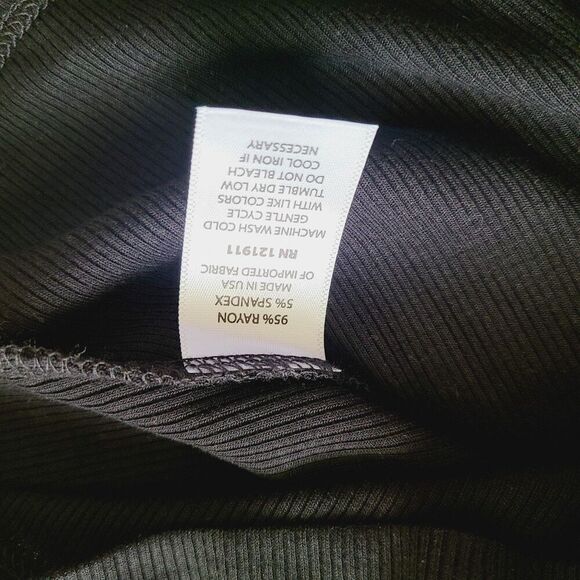 95% RAYON
5% SPANDEX
MADE IN USA
OF IMPORTED FABRIC
RN 121911
MACHINE WASH COLD
GENTLE CYCLE
WITH LIKE COLORS
TUMBLE DRY LOW
DO NOT BLEACH
COOL IRON IF
NECESSARY